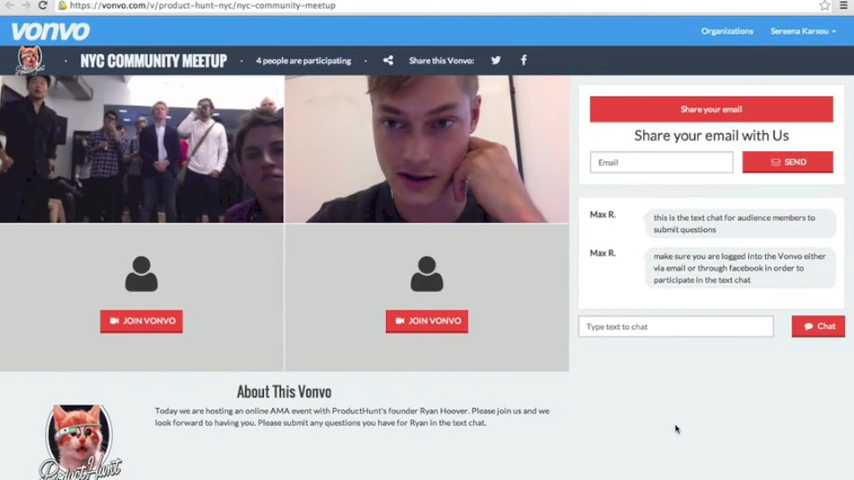 https://vonvo.com/v/product-hunt-nyc/nyc-community-meetup
vonvo
Organizations
Sereena Karsou
NYC COMMUNITY MEETUP
4 people are participating
Share this Vonvo:
Share your email
Share your email with Us
Email
SEND
Max R.
this is the text chat for audience members to
submit questions
Max R.
make sure you are logged into the Vonvo either
via email or through facebook in order to
participate in the text chat
JOIN VONVO
JOIN VONVO
Type text to chat
Chat
About This Vonvo
Today we are hosting an online AMA event with ProductHunt's founder Ryan Hoover. Please join us and we
look forward to having you. Please submit any questions you have for Ryan in the text chat.
ProductHunt